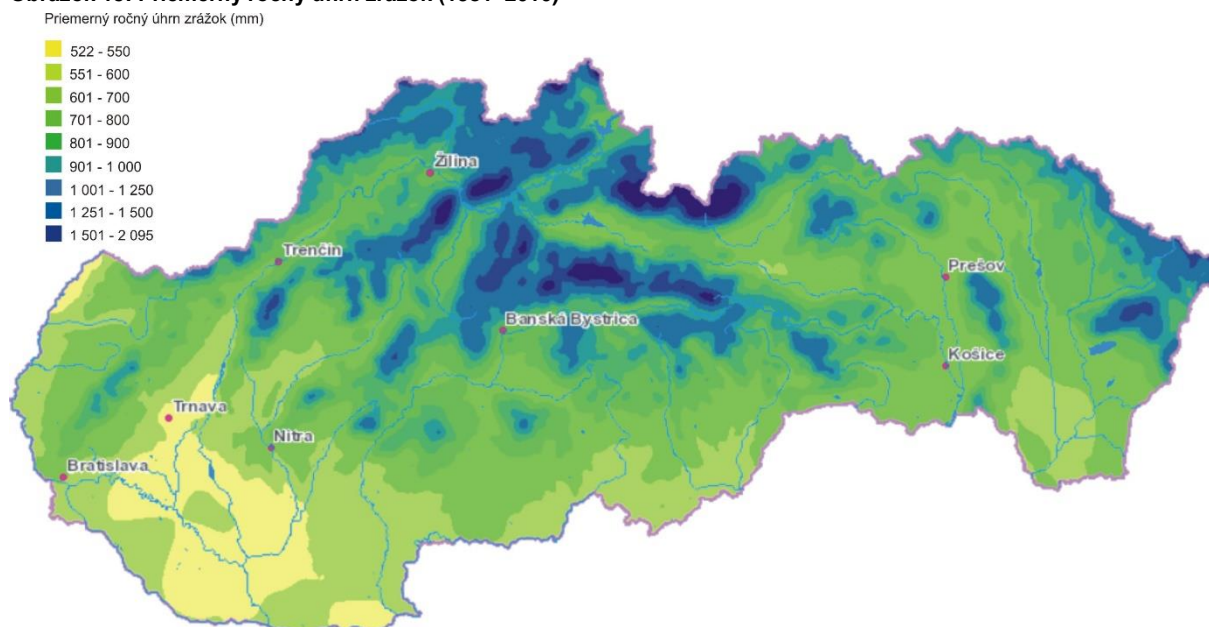 Priemerný ročný úhrn zrážok (mm)
522 - 550
551 - 600
601 - 700
701 - 800
801 - 900
901 - 1 000
1 001 - 1 250
1 251 - 1 500
1 501 - 2 095
Žilina
Trenčín
Prešov
Banská Bystrica
Košice
Trnava
Nitra
Bratislava